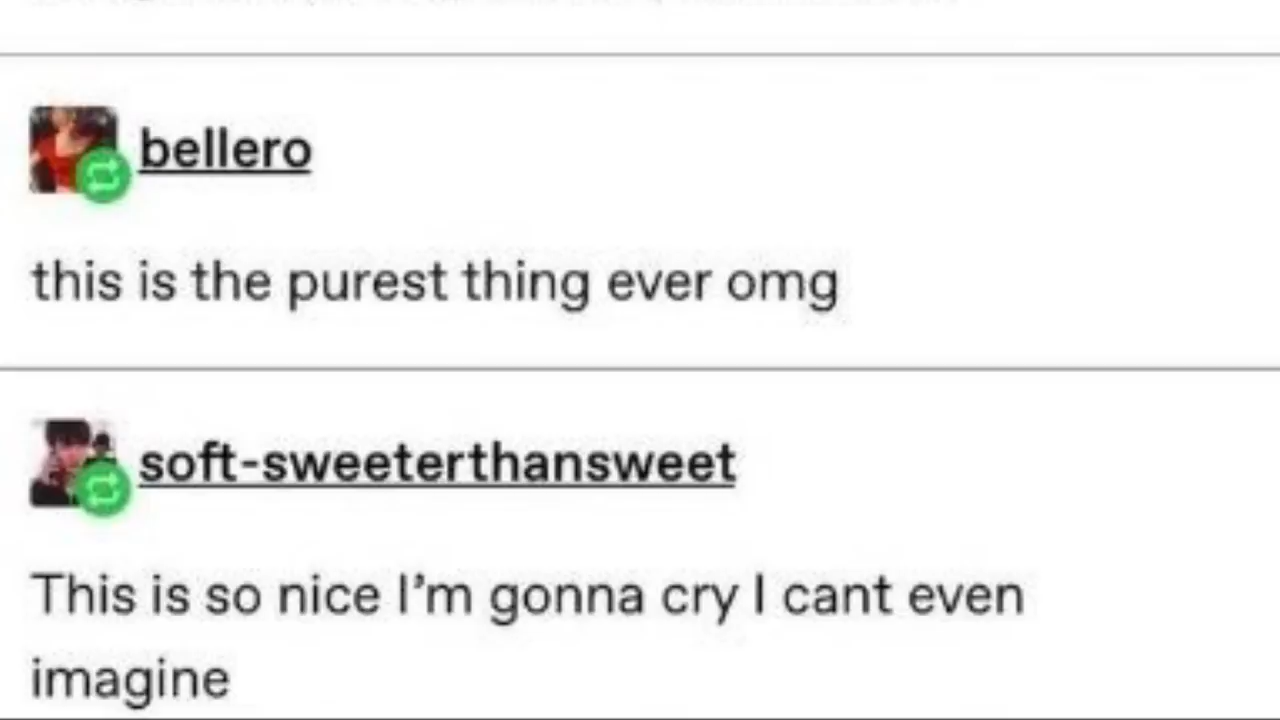 bellero
this is the purest thing ever omg
soft-sweeterthansweet
This is so nice I’m gonna cry I cant even
imagine